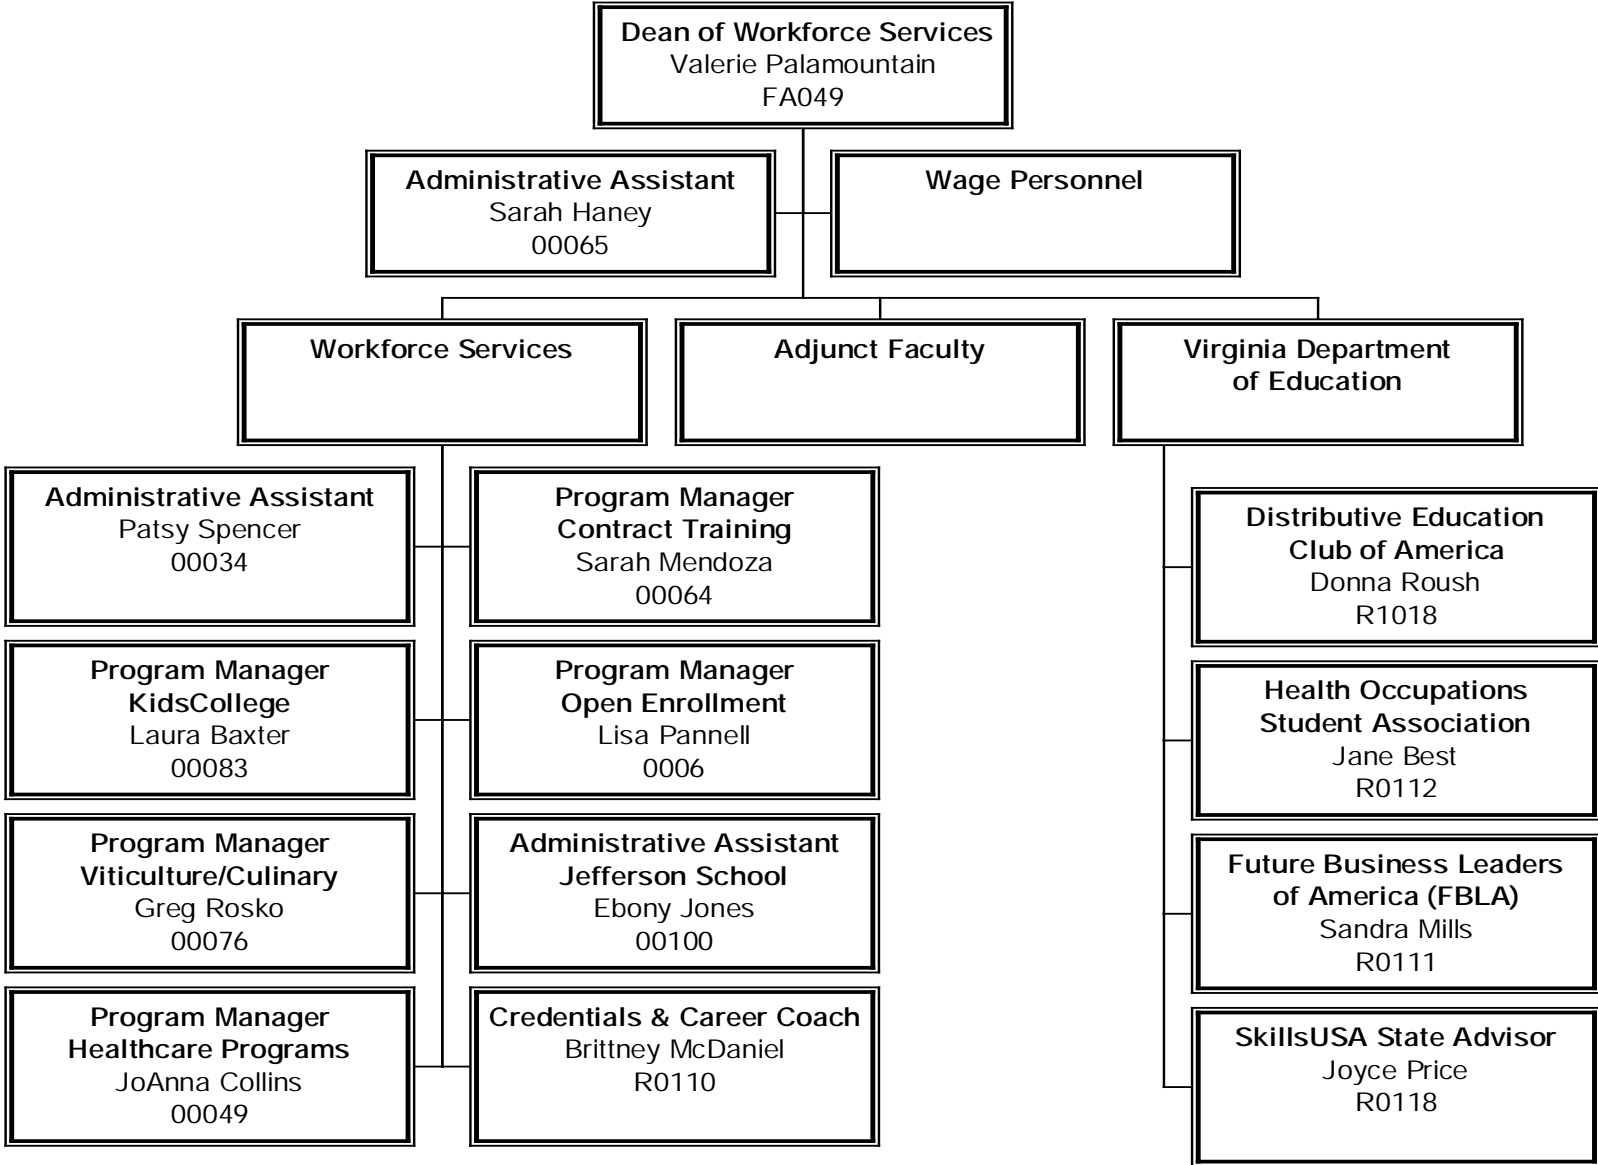 Dean of Workforce Services
Valerie Palamountain
FA049
Administrative Assistant
Sarah Haney
00065
Wage Personnel
Workforce Services
Adjunct Faculty
Virginia Department
of Education
Administrative Assistant
Patsy Spencer
00034
Program Manager
Contract Training
Sarah Mendoza
00064
Program Manager
KidsCollege
Laura Baxter
00083
Program Manager
Open Enrollment
Lisa Pannell
0006
Program Manager
Viticulture/Culinary
Greg Rosko
00076
Administrative Assistant
Jefferson School
Ebony Jones
00100
Program Manager
Healthcare Programs
JoAnna Collins
00049
Credentials & Career Coach
Brittney McDaniel
R0110
Distributive Education
Club of America
Donna Roush
R1018
Health Occupations
Student Association
Jane Best
R0112
Future Business Leaders
of America (FBLA)
Sandra Mills
R0111
SkillsUSA State Advisor
Joyce Price
R0118